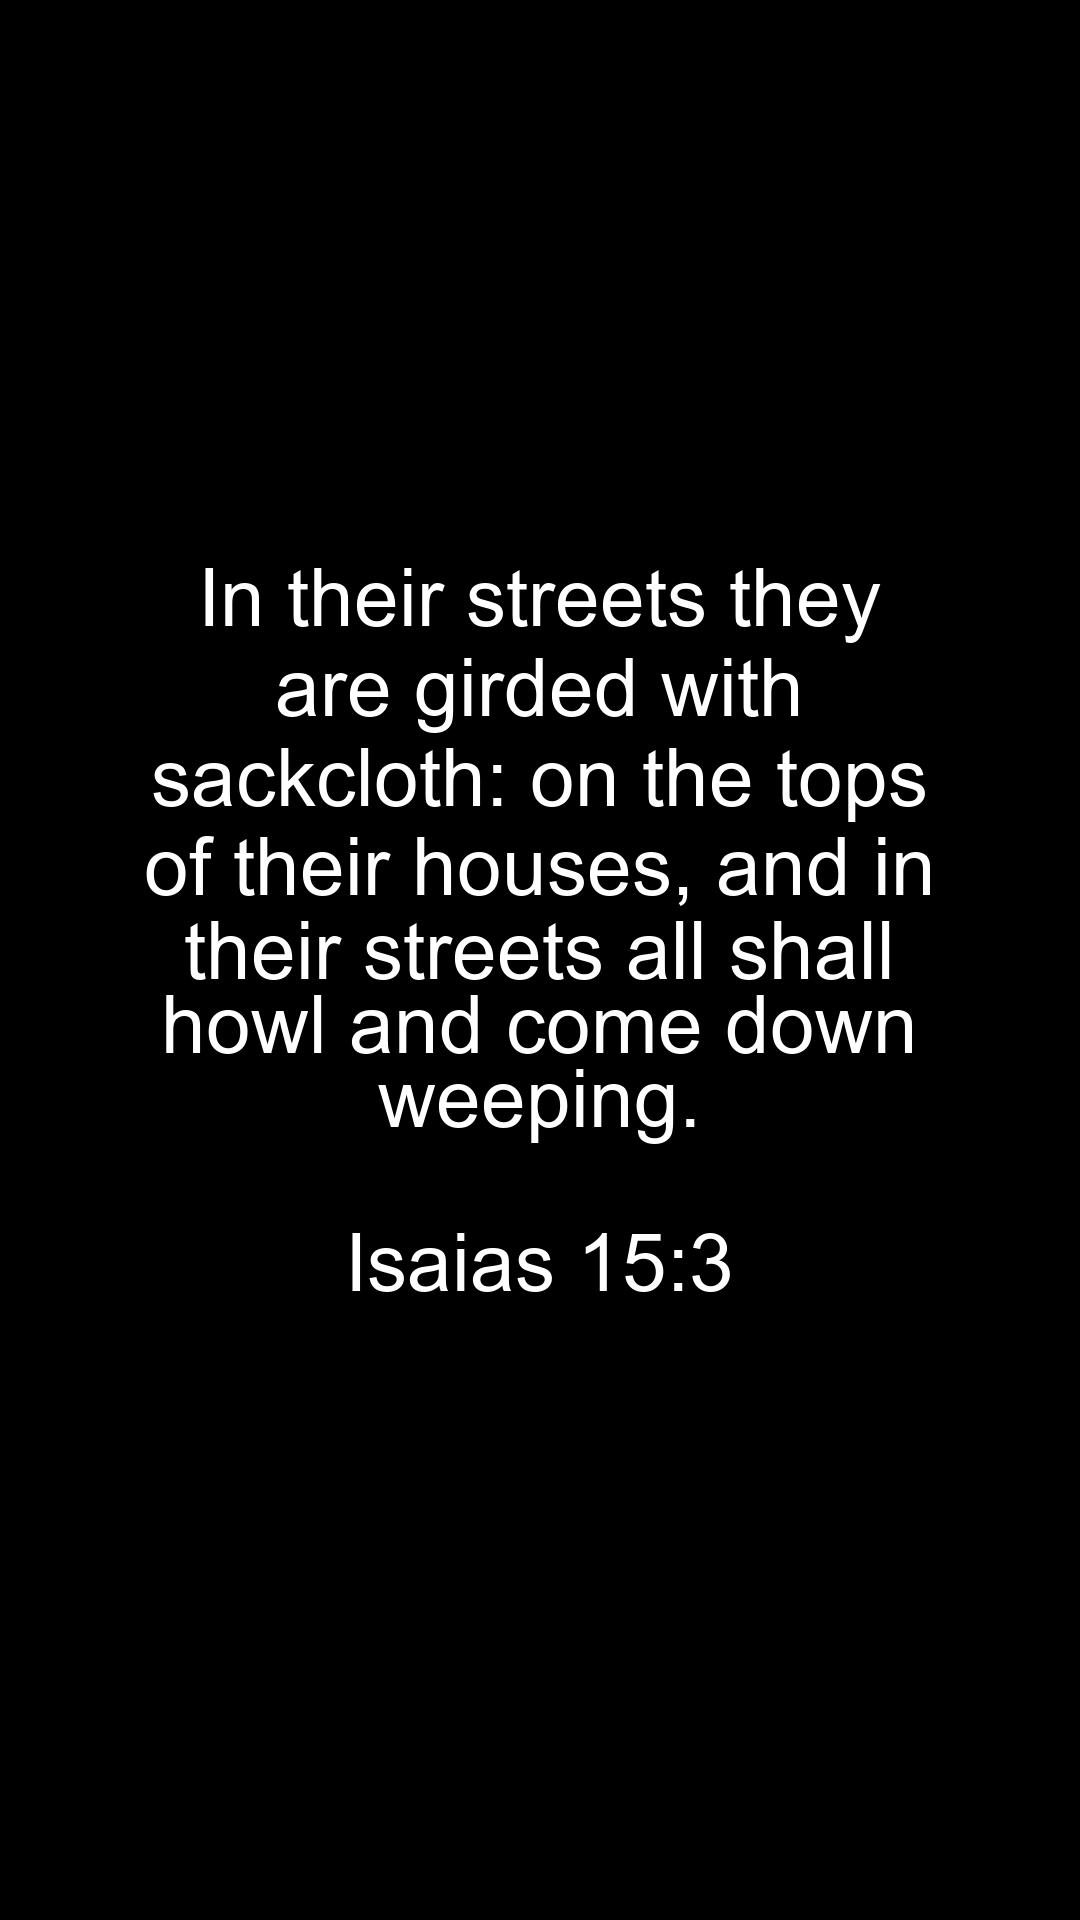 In their streets they
are girded with
sackcloth: on the tops
of their houses, and in
their streets all shall
howl and come down
weeping.
Isaias 15:3